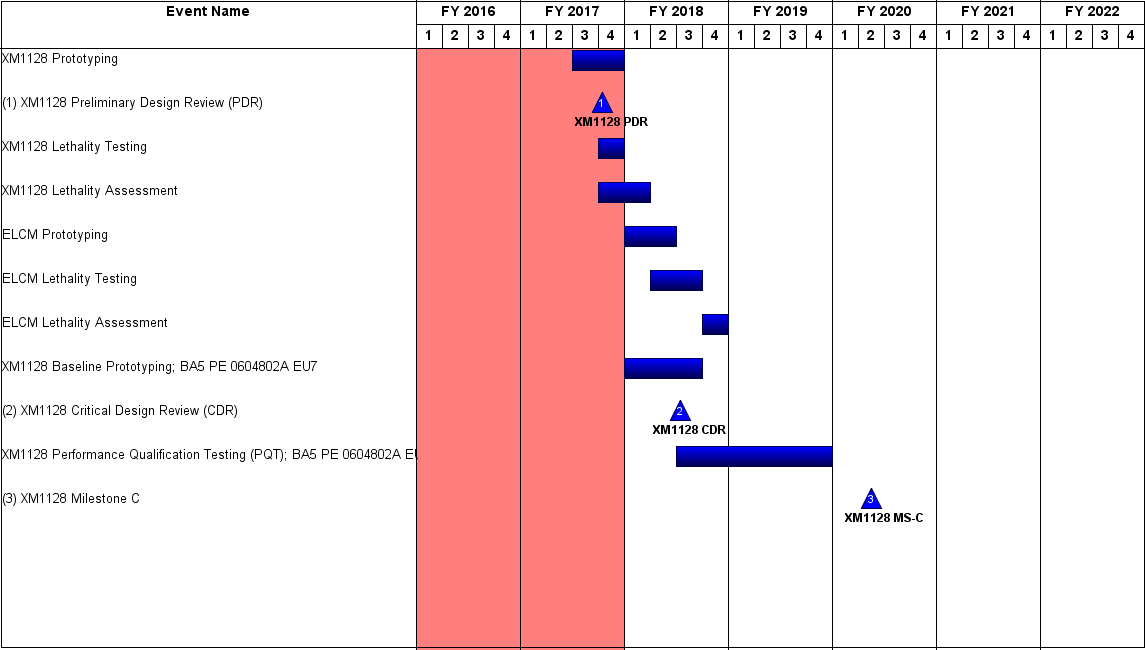 Event Name FY 2016 FY 2017 FY 2018 FY 2019 FY 2020 FY 2021 FY 2022
1 2 3 4 1 2 3 4 1 2 3 4 1 2 3 4 1 2 3 4 1 2 3 4 1 2 3 4
XM1128 Prototyping
(1) XM1128 Preliminary Design Review (PDR) 1
XM1128 PDR
XM1128 Lethality Testing
XM1128 Lethality Assessment
ELCM Prototyping
ELCM Lethality Testing
ELCM Lethality Assessment
XM1128 Baseline Prototyping; BA5 PE 0604802A EU7
(2) XM1128 Critical Design Review (CDR) 2
XM1128 CDR
XM1128 Performance Qualification Testing (PQT); BA5 PE 0604802A
(3) XM1128 Milestone C 3
XM1128 MS-C